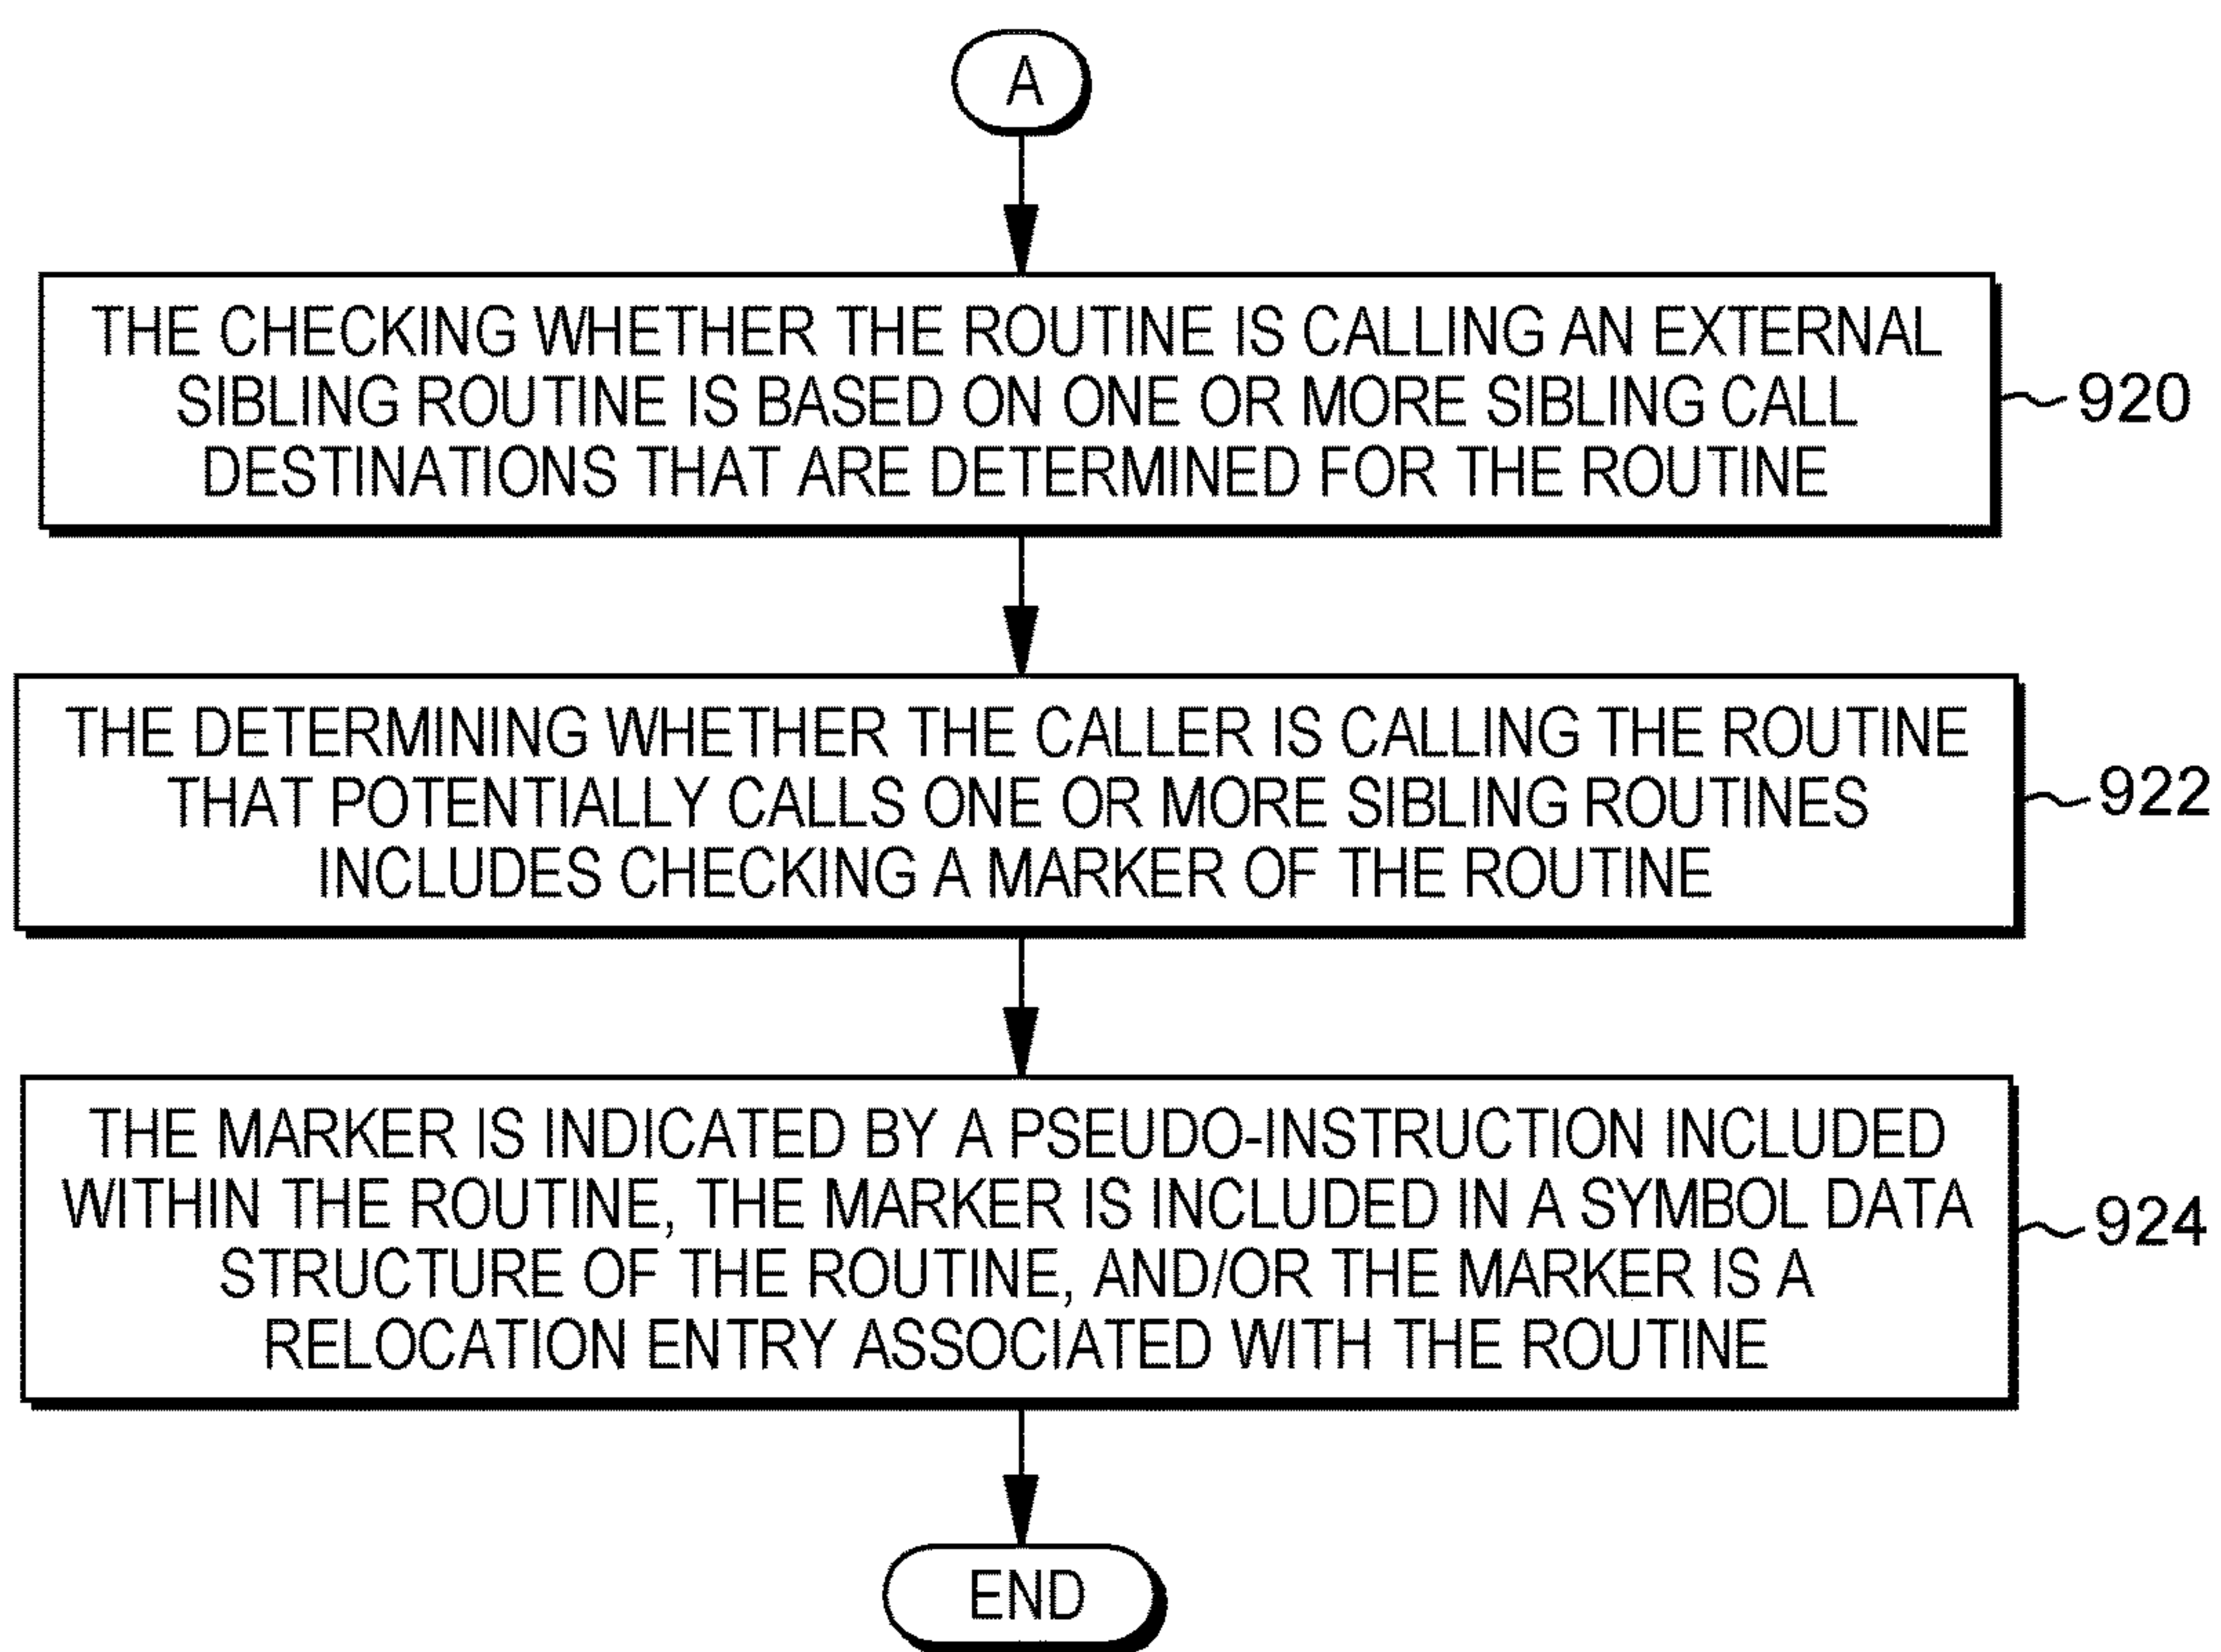 A
THE CHECKING WHETHER THE ROUTINE IS CALLING AN EXTERNAL
SIBLING ROUTINE IS BASED ON ONE OR MORE SIBLING CALL
DESTINATIONS THAT ARE DETERMINED FOR THE ROUTINE
920
THE DETERMINING WHETHER THE CALLER IS CALLING THE ROUTINE
THAT POTENTIALLY CALLS ONE OR MORE SIBLING ROUTINES
INCLUDES CHECKING A MARKER OF THE ROUTINE
922
THE MARKER IS INDICATED BY A PSEUDO-INSTRUCTION INCLUDED
WITHIN THE ROUTINE, THE MARKER IS INCLUDED IN A SYMBOL DATA
STRUCTURE OF THE ROUTINE, AND/OR THE MARKER IS A
RELOCATION ENTRY ASSOCIATED WITH THE ROUTINE
924
END